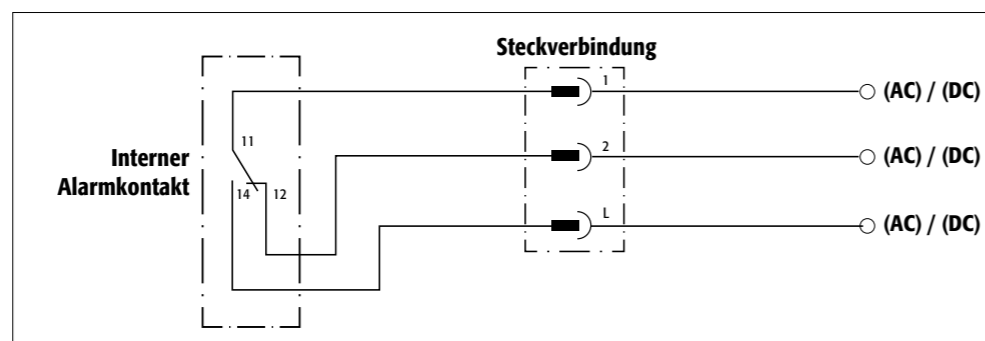 Steckverbindung
1
(AC) / (DC)
11
Interner
Alarmkontakt
2
(AC) / (DC)
14
12
L
(AC) / (DC)